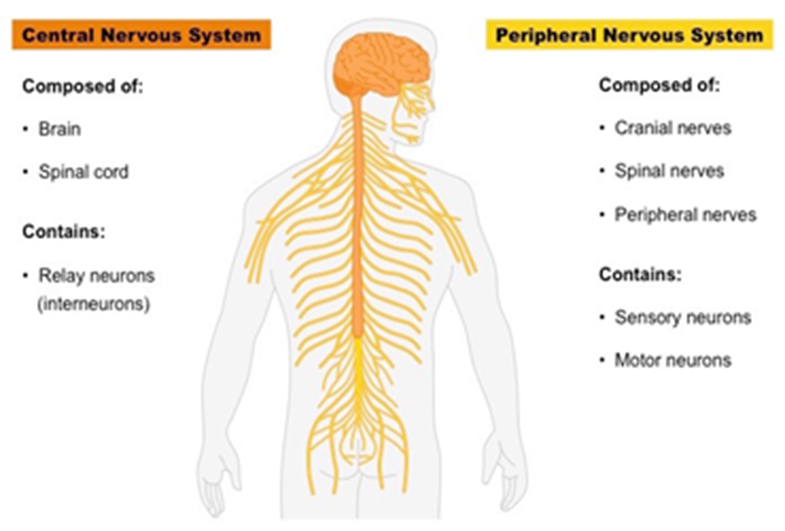 Central Nervous System
Composed of:
• Brain
• Spinal cord
Contains:
• Relay neurons
(interneurons)
Peripheral Nervous System
Composed of:
• Cranial nerves
• Spinal nerves
• Peripheral nerves
Contains:
• Sensory neurons
• Motor neurons